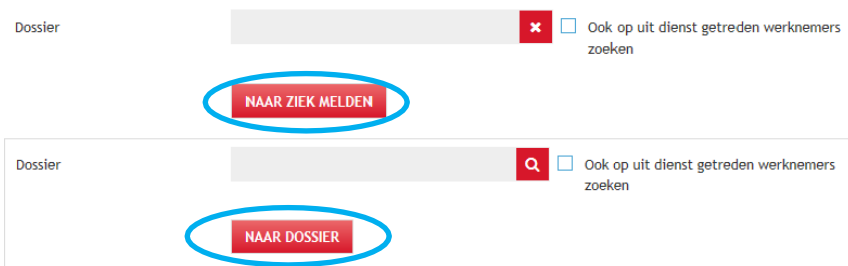 Dossier
Ook op uit dienst getreden werknemers
zoeken
NAAR ZIEK MELDEN
Dossier
Ook op uit dienst getreden werknemers
zoeken
NAAR DOSSIER